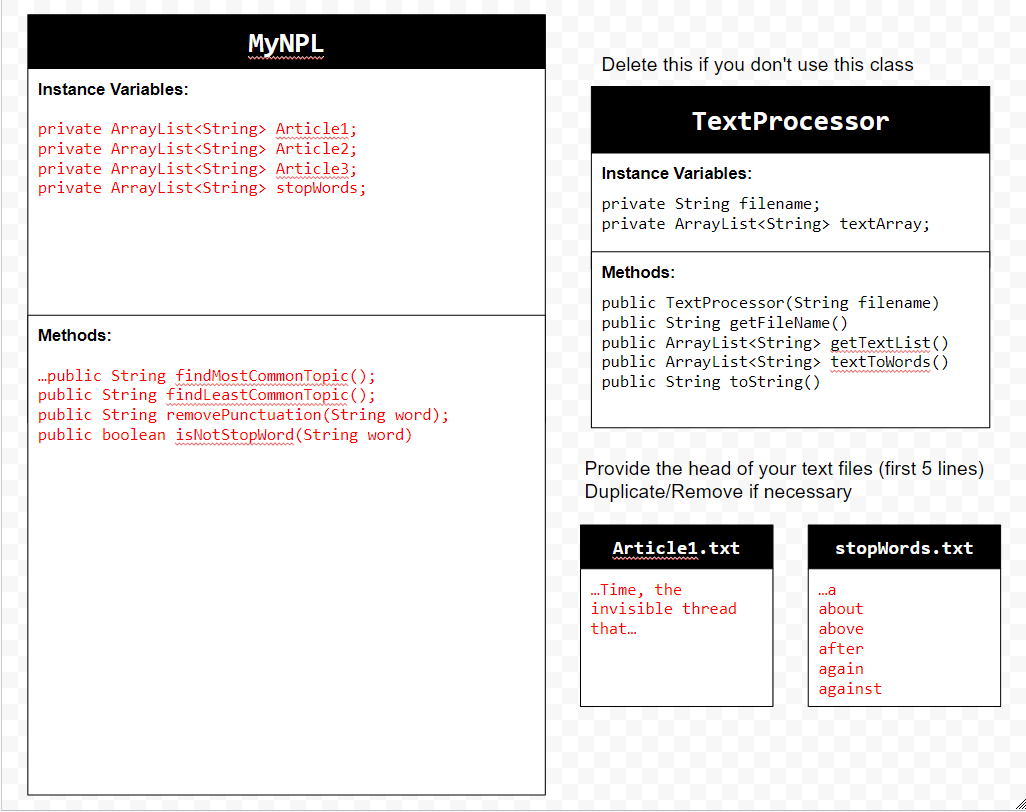 MyNPL
Instance Variables:
private ArrayList<String> Article1;
private ArrayList<String> Article2;
private ArrayList<String> Article3;
private ArrayList<String> stopWords;
Methods:
…public String findMostCommonTopic();
public String findLeastCommonTopic();
public String removePunctuation(String word);
public boolean isNotStopWord(String word)
Delete this if you don't use this class
TextProcessor
Instance Variables:
private String filename;
private ArrayList<String> textArray;
Methods:
public TextProcessor(String filename)
public String getFileName()
public ArrayList<String> getTextList()
public ArrayList<String> textToWords()
public String toString()
Provide the head of your text files (first 5 lines)
Duplicate/Remove if necessary
Article1.txt
…Time, the
invisible thread
that…
stopWords.txt
…a
about
above
after
again
against